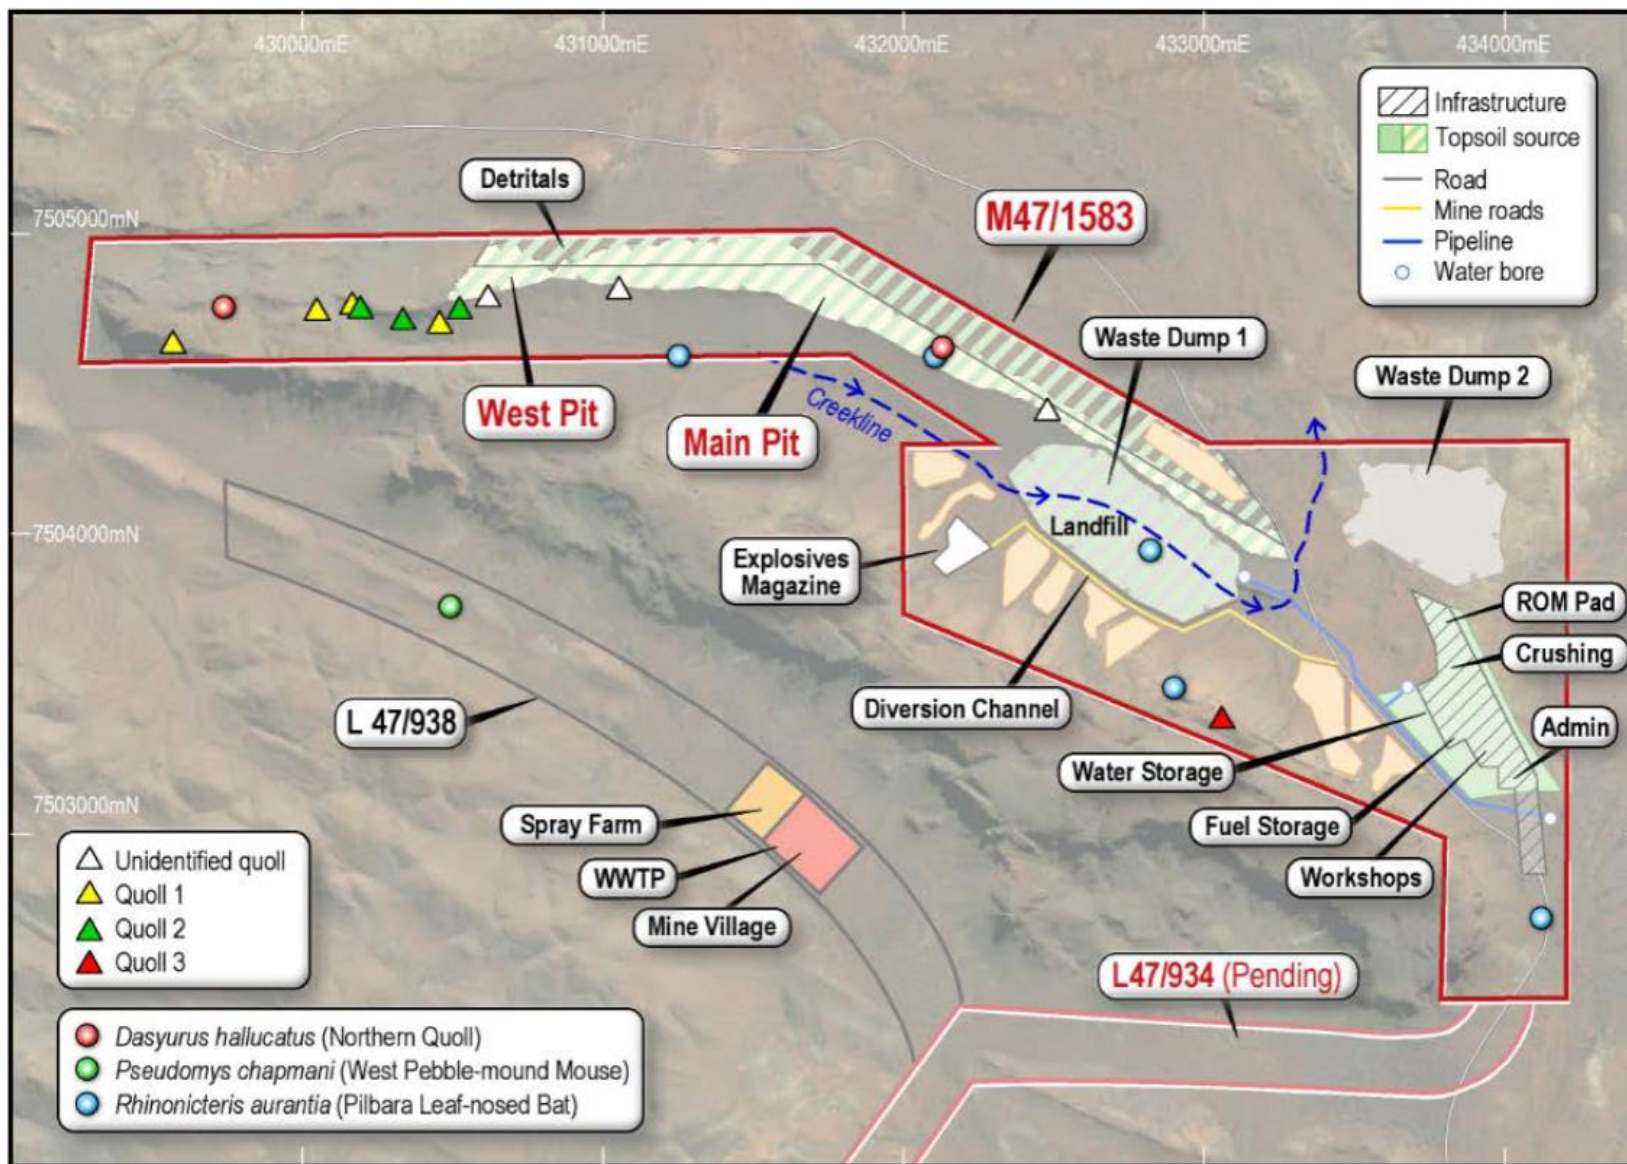 430000mE
431000mE
432000mE
433000mE
434000mE
Infrastructure
Topsoil source
Road
Mine roads
Pipeline
Water bore
Detritals
7505000mN
M47/1583
Waste Dump 1
Waste Dump 2
West Pit
Main Pit
Creekline
7504000mN
Landfill
Explosives
Magazine
ROM Pad
Crushing
L 47/938
Diversion Channel
Admin
Water Storage
7503000mN
Spray Farm
Fuel Storage
WWTP
Workshops
Mine Village
Unidentified quoll
Quoll 1
Quoll 2
Quoll 3
L47/934 (Pending)
Dasyurus hallucatus (Northern Quoll)
Pseudomys chapmani (West Pebble-mound Mouse)
Rhinonicteris aurantia (Pilbara Leaf-nosed Bat)